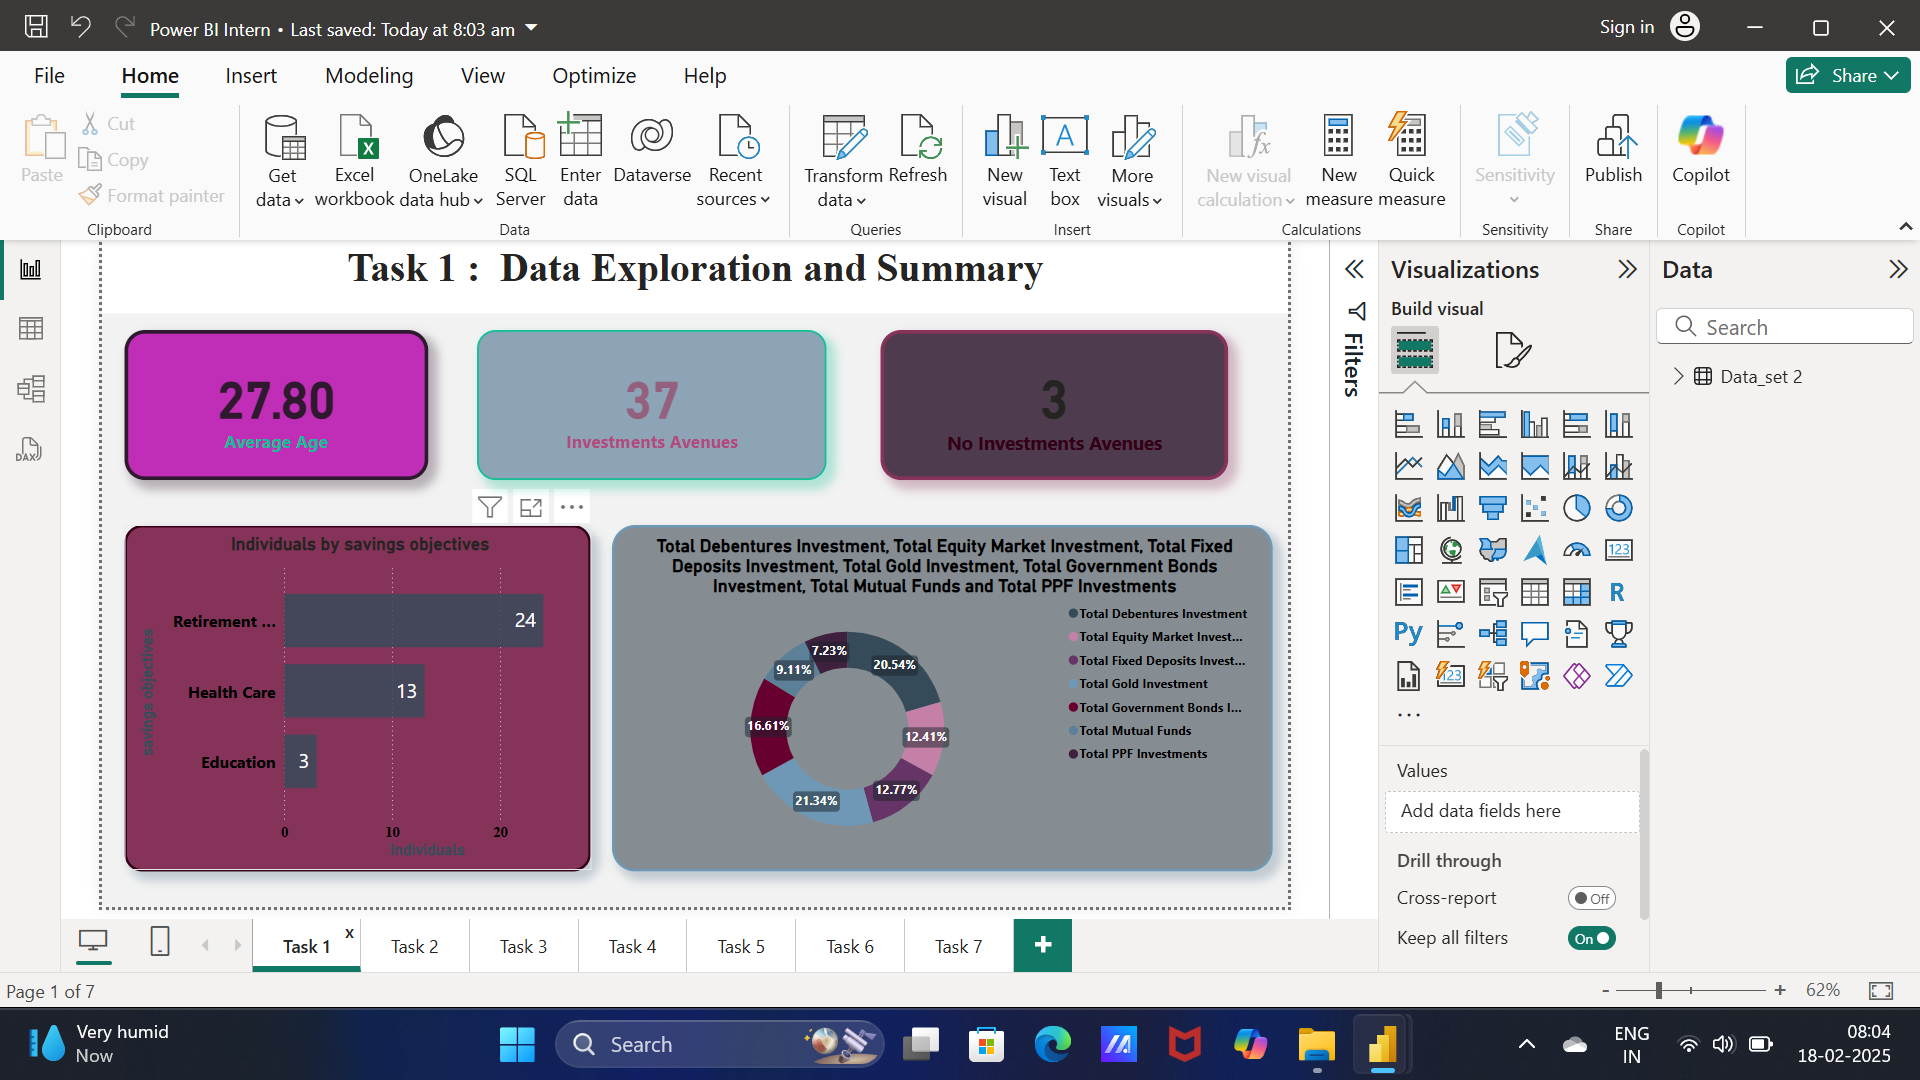 Power BI Intern • Last saved: Today at 8:03 am
Sign in
File Home Insert Modeling View Optimize Help
Share
Paste
Cut
Copy
Format painter
Clipboard
Get data
Excel workbook
OneLake data hub
SQL Server
Enter data
Dataverse
Recent sources
Data
Transform data
Refresh
Queries
New visual
Text box
More visuals
Insert
New visual calculation
New measure
Quick measure
Calculations
Sensitivity
Sensitivity
Publish
Share
Copilot
Copilot
DAX
Task 1 : Data Exploration and Summary
27.80
Average Age
37
Investments Avenues
3
No Investments Avenues
Individuals by savings objectives
savings objectives
Retirement ...
24
Health Care
13
Education
3
0 10 20
Individuals
Total Debentures Investment, Total Equity Market Investment, Total Fixed
Deposits Investment, Total Gold Investment, Total Government Bonds
Investment, Total Mutual Funds and Total PPF Investments
7.23%
20.54%
9.11%
16.61%
12.41%
12.77%
21.34%
Total Debentures Investment
Total Equity Market Invest...
Total Fixed Deposits Invest...
Total Gold Investment
Total Government Bonds I...
Total Mutual Funds
Total PPF Investments
Filters
Visualizations
Build visual
123
R
Py
123
...
Values
Add data fields here
Drill through
Cross-report
Off
Keep all filters
On
Data
Search
Data_set 2
Task 1 x
Task 2
Task 3
Task 4
Task 5
Task 6
Task 7
+
Page 1 of 7
- + 62%
Very humid
Now
Search
ENG
IN
08:04
18-02-2025